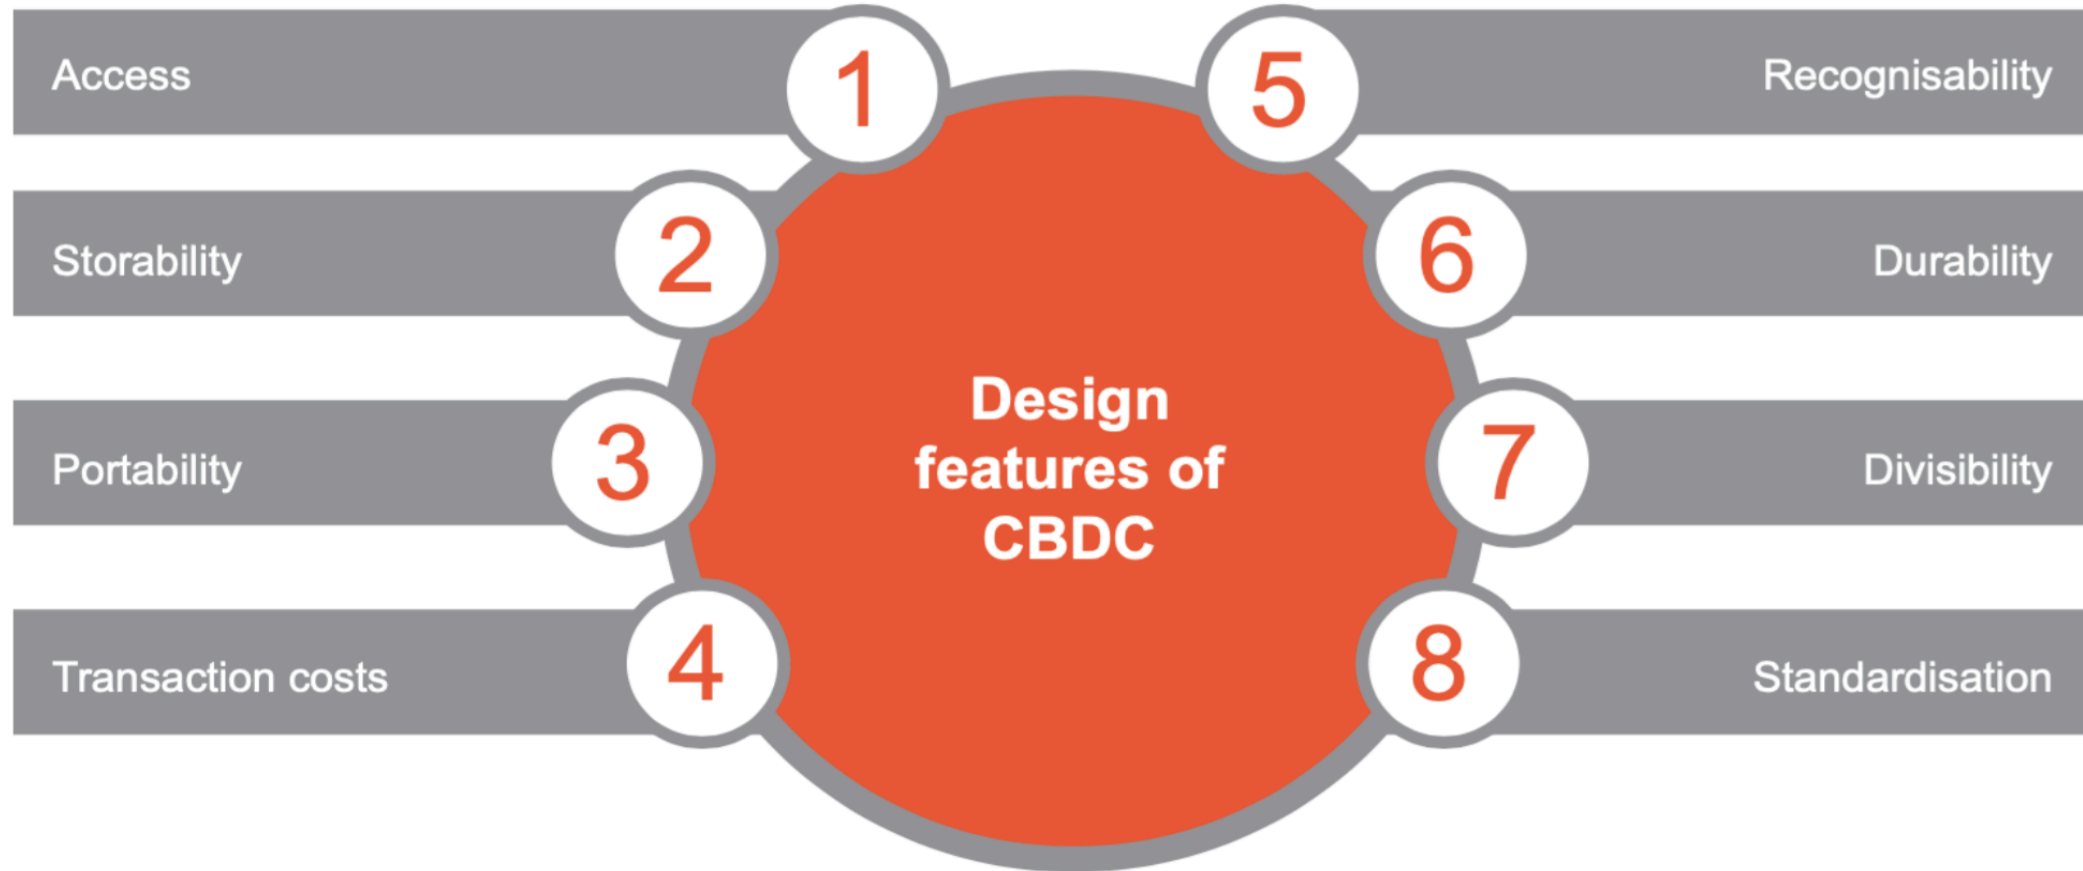 Access
1
Storability
2
Portability
3
Transaction costs
4
Design
features of
CBDC
5
Recognisability
6
Durability
7
Divisibility
8
Standardisation